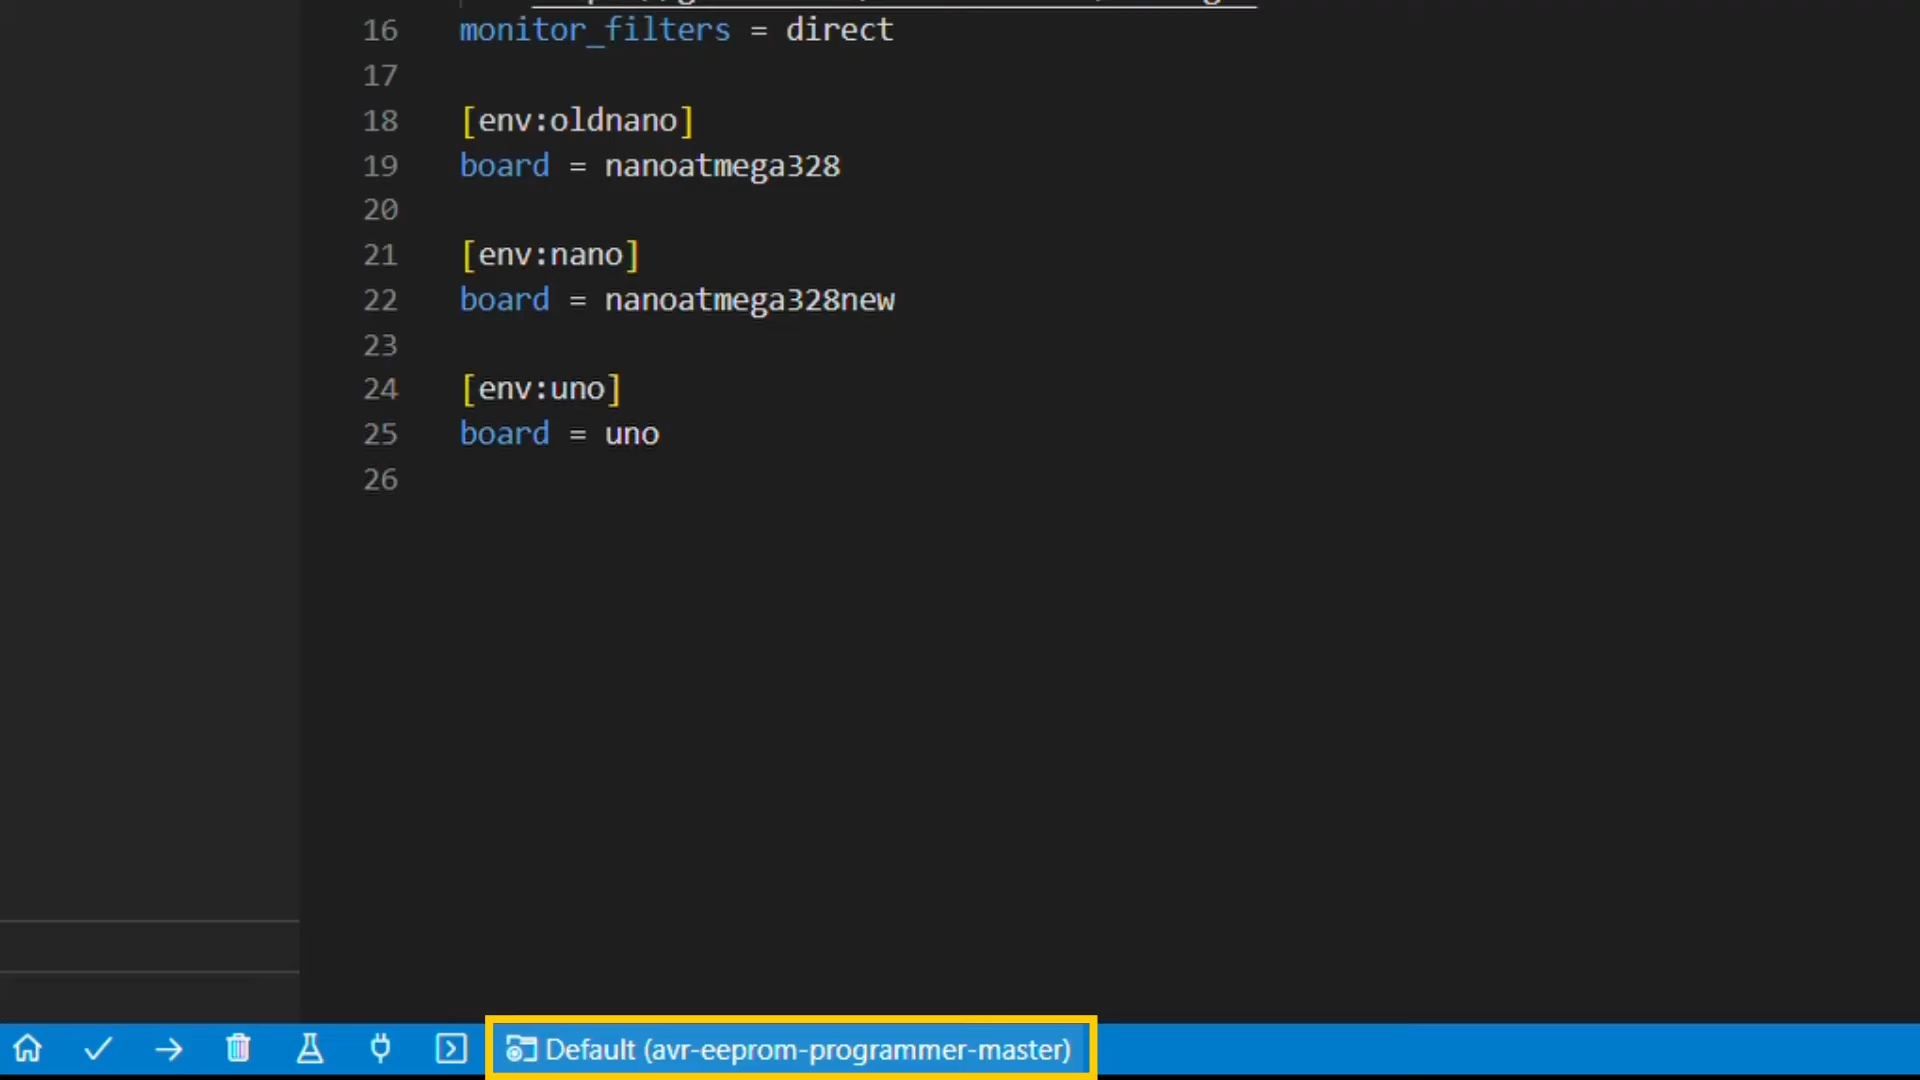 16 monitor_filters = direct
17
18 [env:oldnano]
19 board = nanoatmega328
20
21 [env:nano]
22 board = nanoatmega328new
23
24 [env:uno]
25 board = uno
26
Default (avr-eeprom-programmer-master)